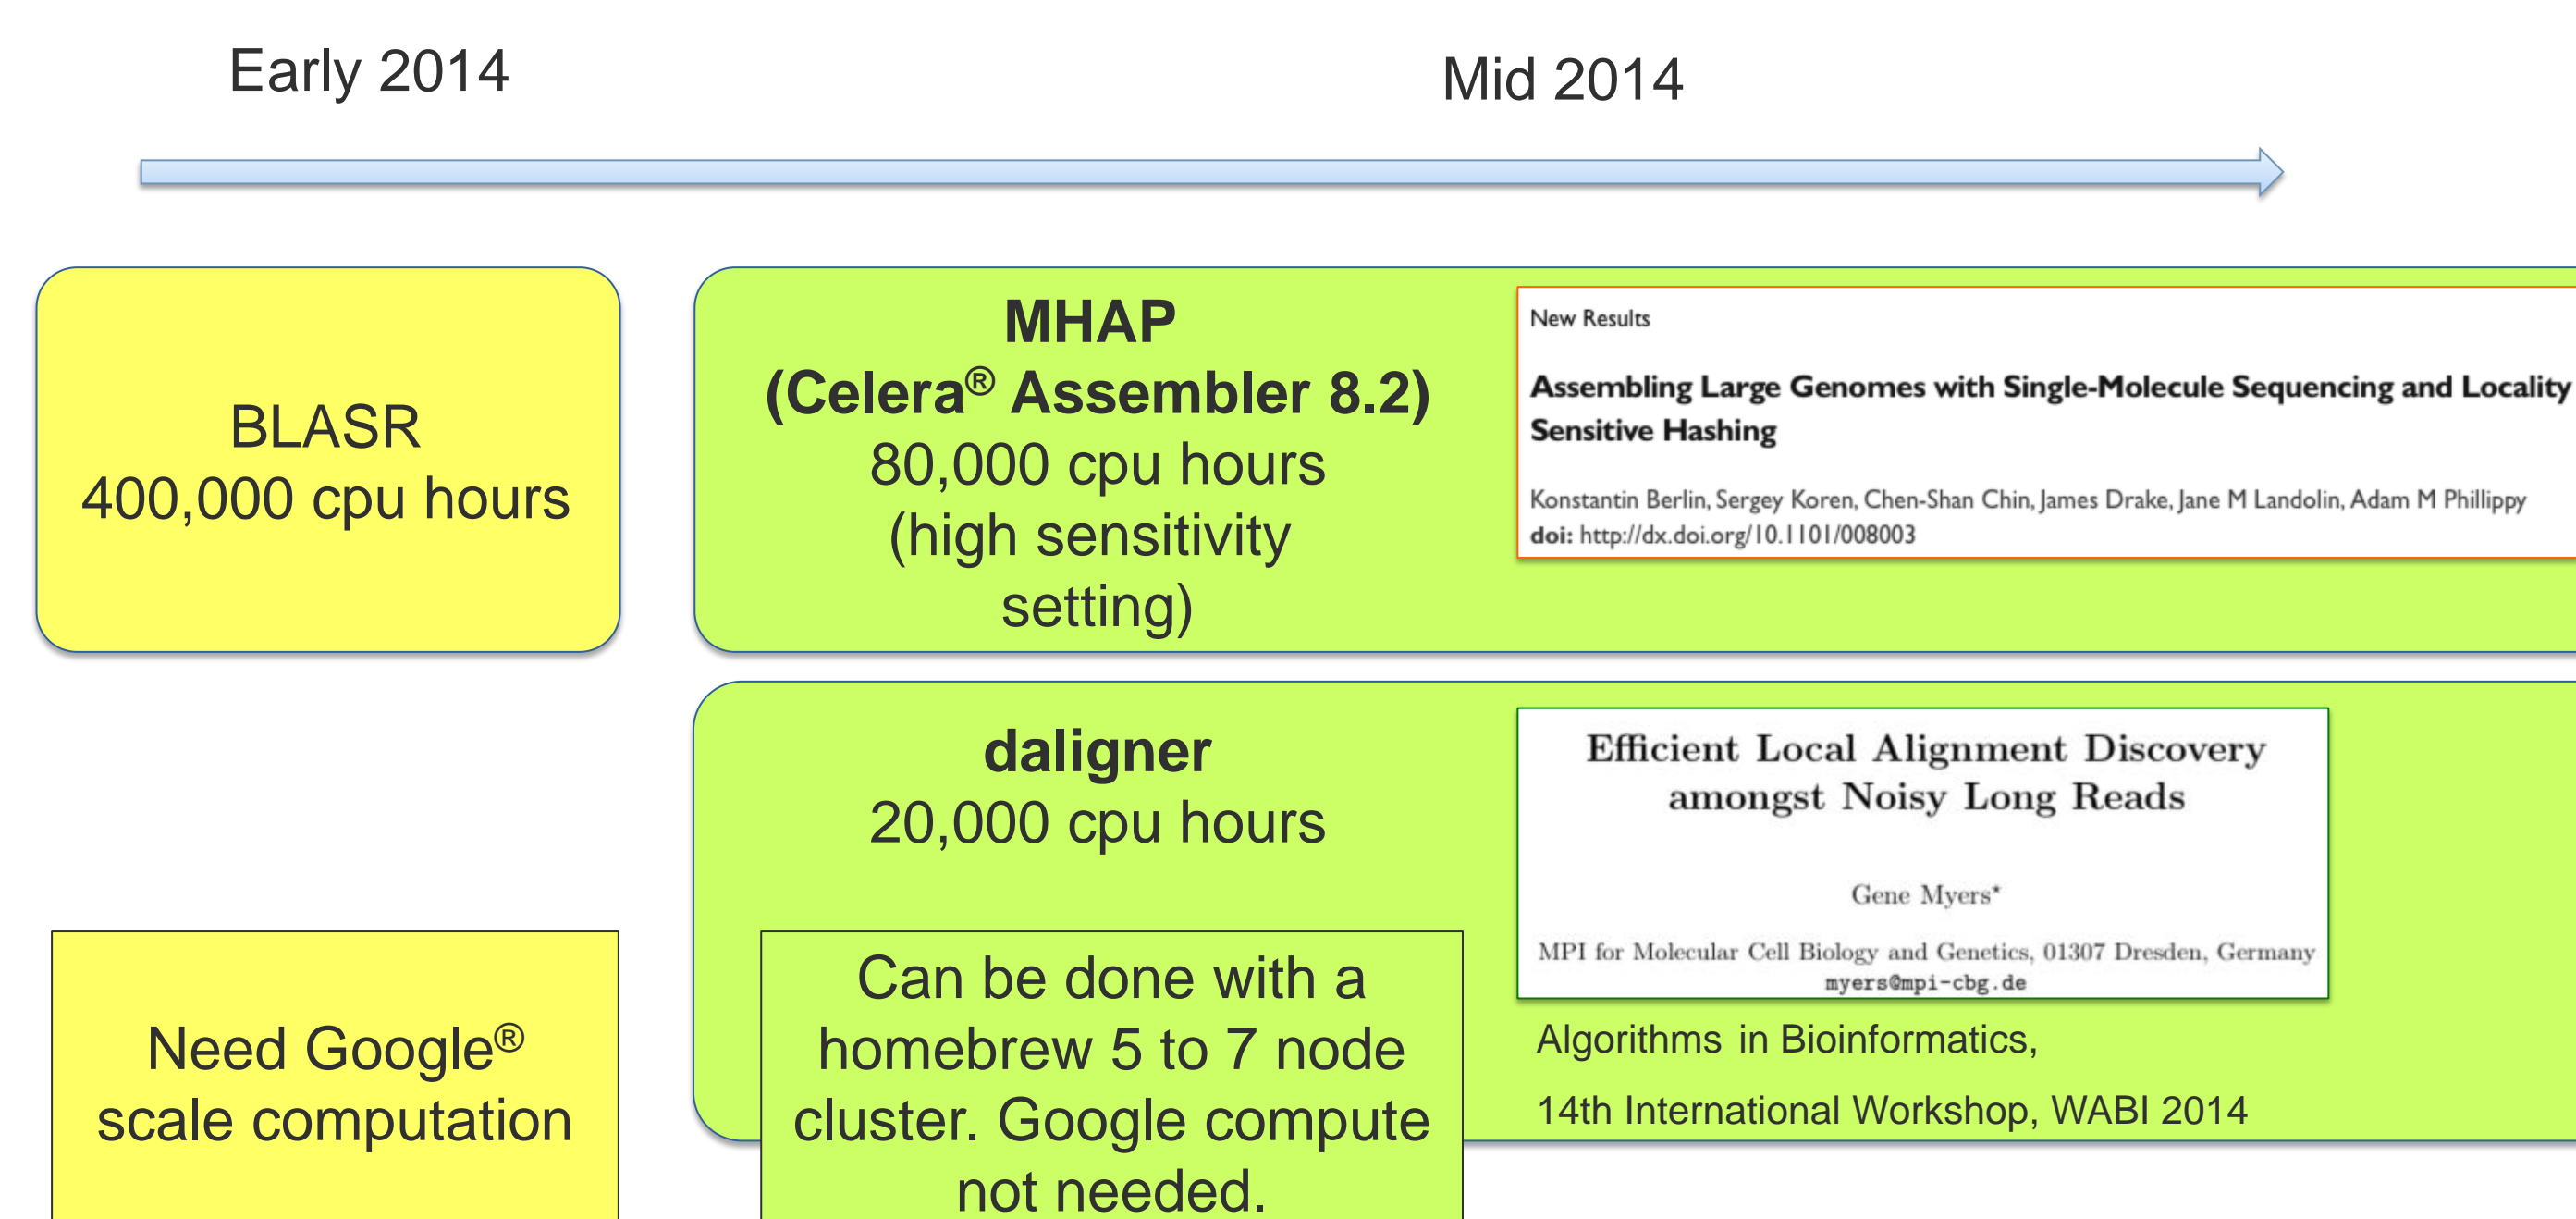 Early 2014
Mid 2014
BLASR
400,000 cpu hours
MHAP
(Celera® Assembler 8.2)
80,000 cpu hours
(high sensitivity
setting)
New Results
Assembling Large Genomes with Single-Molecule Sequencing and Locality
Sensitive Hashing
Konstantin Berlin, Sergey Koren, Chen-Shan Chin, James Drake, Jane M Landolin, Adam M Phillippy
doi: http://dx.doi.org/10.1101/008003
daligner
20,000 cpu hours
Efficient Local Alignment Discovery
amongst Noisy Long Reads
Gene Myers*
MPI for Molecular Cell Biology and Genetics, 01307 Dresden, Germany
myers@mpi-cbg.de
Algorithms in Bioinformatics,
14th International Workshop, WABI 2014
Need Google®
scale computation
Can be done with a
homebrew 5 to 7 node
cluster. Google compute
not needed.